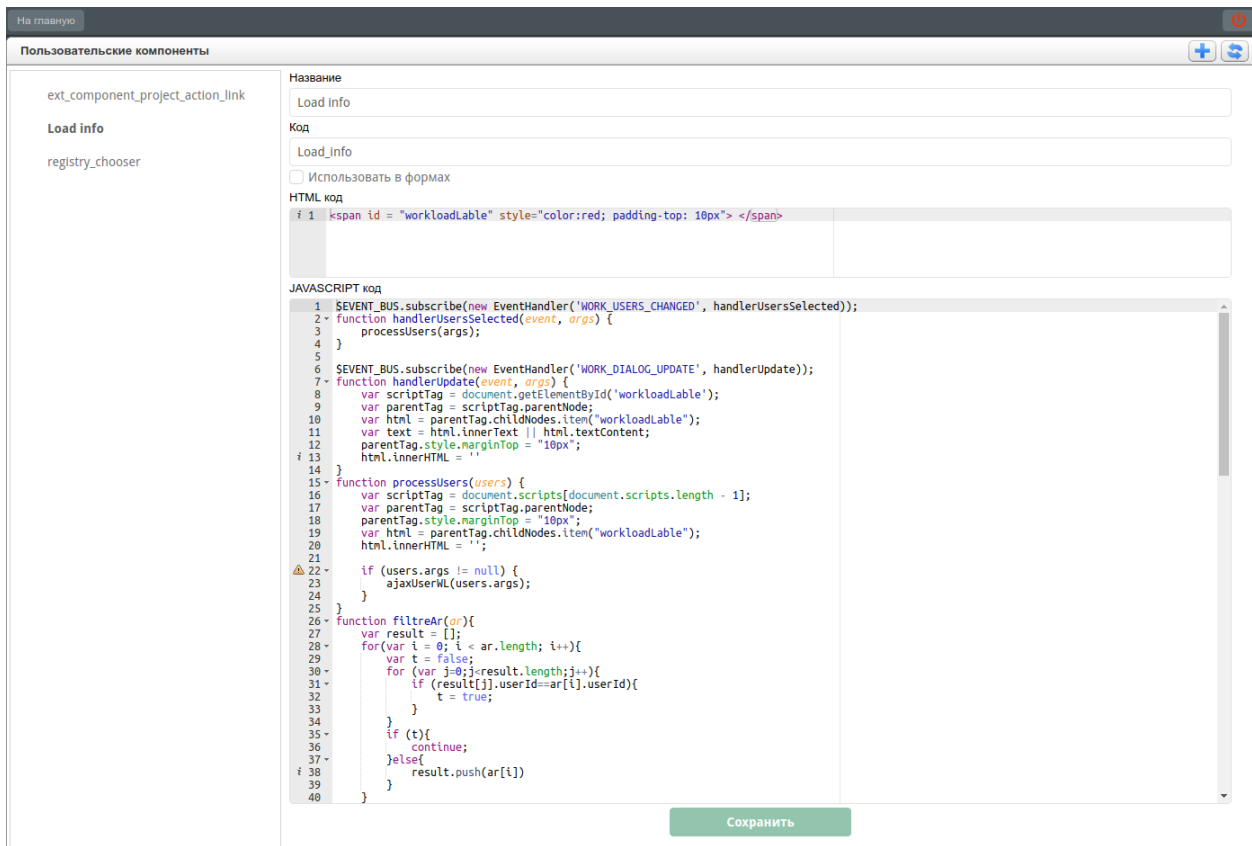 На главную
Пользовательские компоненты
ext_component_project_action_link
Load info
registry_chooser
Название
Load info
Код
Load_info
Использовать в формах
HTML код
i 1 <span id = "workloadLable" style="color:red; padding-top: 10px"> </span>
JAVASCRIPT код
1 $EVENT_BUS.subscribe(new EventHandler('WORK_USERS_CHANGED', handlerUsersSelected));
2 function handlerUsersSelected(event, args) {
3 processUsers(args);
4 }
5
6 $EVENT_BUS.subscribe(new EventHandler('WORK_DIALOG_UPDATE', handlerUpdate));
7 function handlerUpdate(event, args) {
8 var scriptTag = document.getElementById('workloadLable');
9 var parentTag = scriptTag.parentNode;
10 var html = parentTag.childNodes.item("workloadLable");
11 var text = html.innerText || html.textContent;
12 parentTag.style.marginTop = "10px";
i 13 html.innerHTML = ''
14 }
15 function processUsers(users) {
16 var scriptTag = document.scripts[document.scripts.length - 1];
17 var parentTag = scriptTag.parentNode;
18 parentTag.style.marginTop = "10px";
19 var html = parentTag.childNodes.item("workloadLable");
20 html.innerHTML = '';
21
22 if (users.args != null) {
23 ajaxUserWL(users.args);
24 }
25 }
26 function filtreAr(ar){
27 var result = [];
28 for(var i = 0; i < ar.length; i++){
29 var t = false;
30 for (var j=0;j<result.length;j++){
31 if (result[j].userId==ar[i].userId){
32 t = true;
33 }
34 }
35 if (t){
36 continue;
37 }else{
i 38 result.push(ar[i])
39 }
40 }
Сохранить